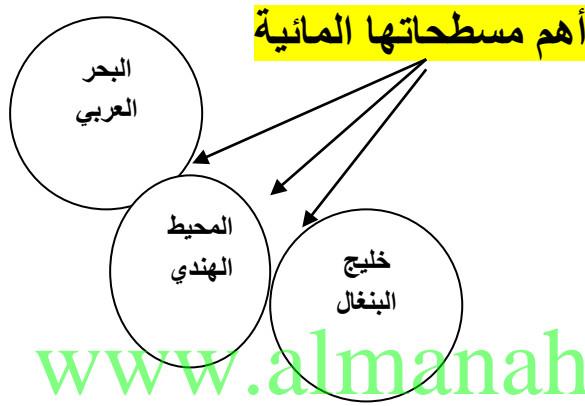 أهم مسطحاتها المائية
البحر
العربي
المحيط
الهندي
خليج
البنغال
www.almanah